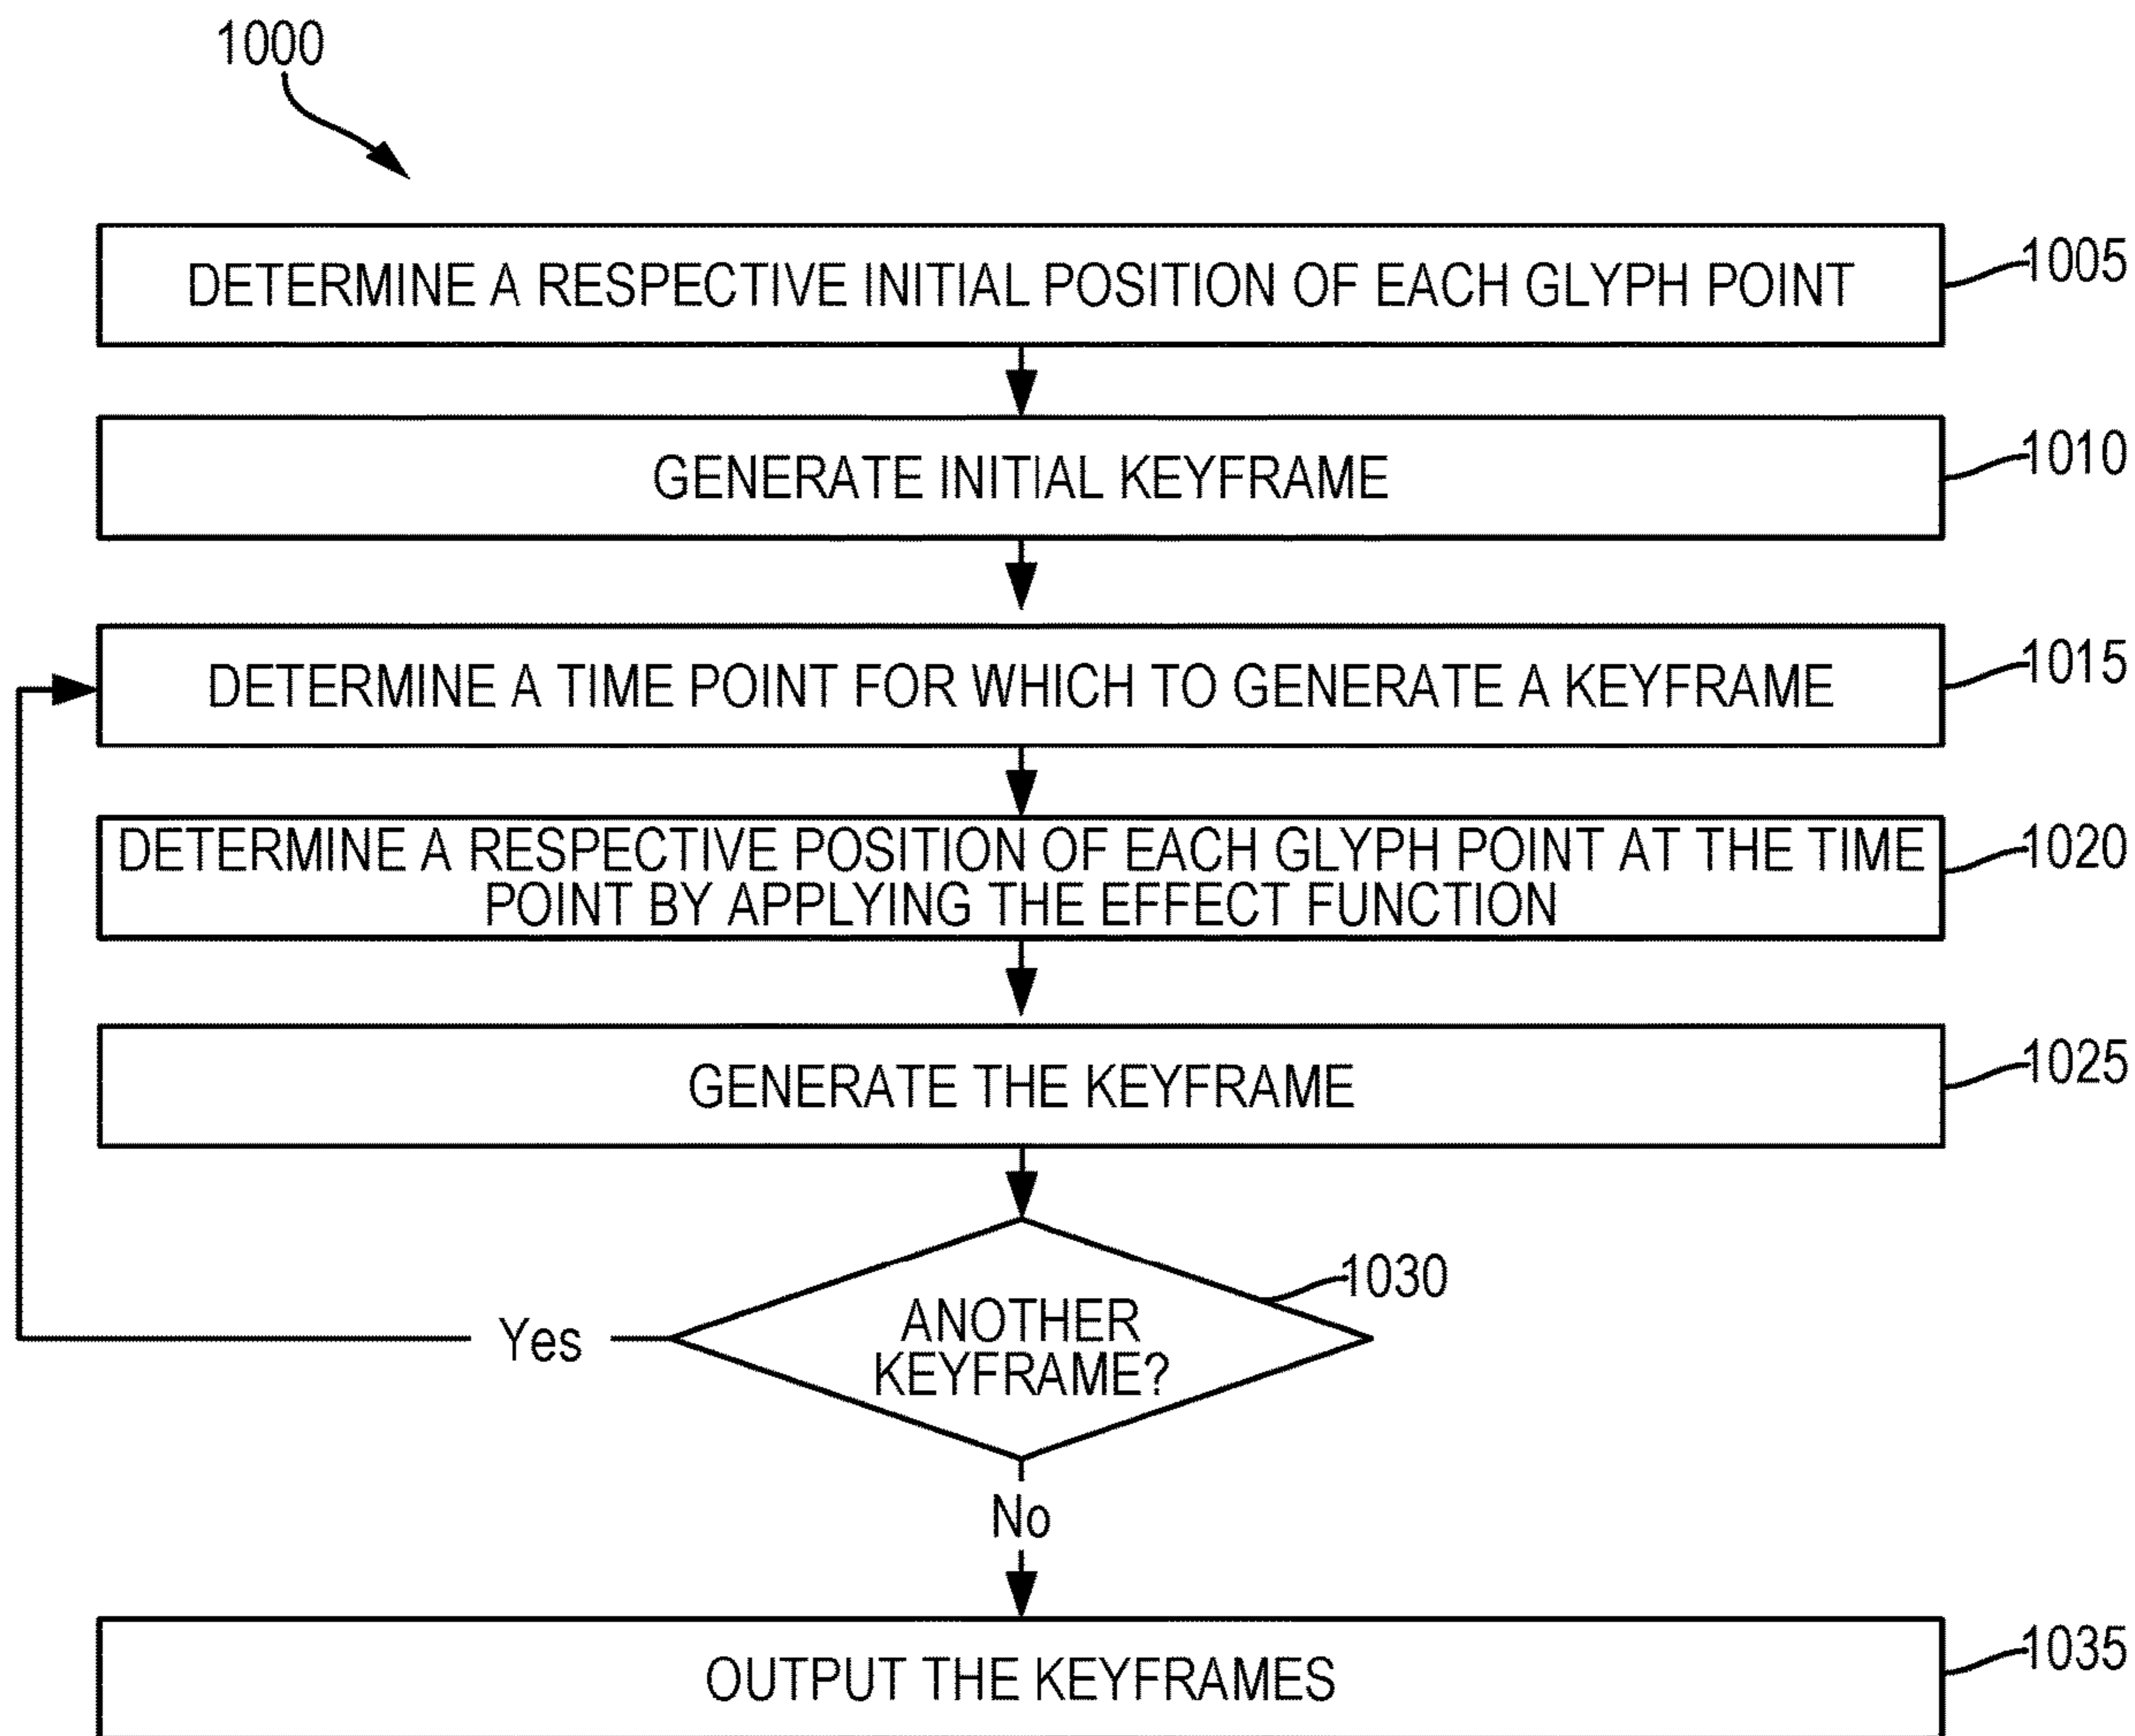 1000
DETERMINE A RESPECTIVE INITIAL POSITION OF EACH GLYPH POINT
1005
GENERATE INITIAL KEYFRAME
1010
DETERMINE A TIME POINT FOR WHICH TO GENERATE A KEYFRAME
1015
DETERMINE A RESPECTIVE POSITION OF EACH GLYPH POINT AT THE TIME
POINT BY APPLYING THE EFFECT FUNCTION
1020
GENERATE THE KEYFRAME
1025
ANOTHER
KEYFRAME?
1030
Yes
No
OUTPUT THE KEYFRAMES
1035